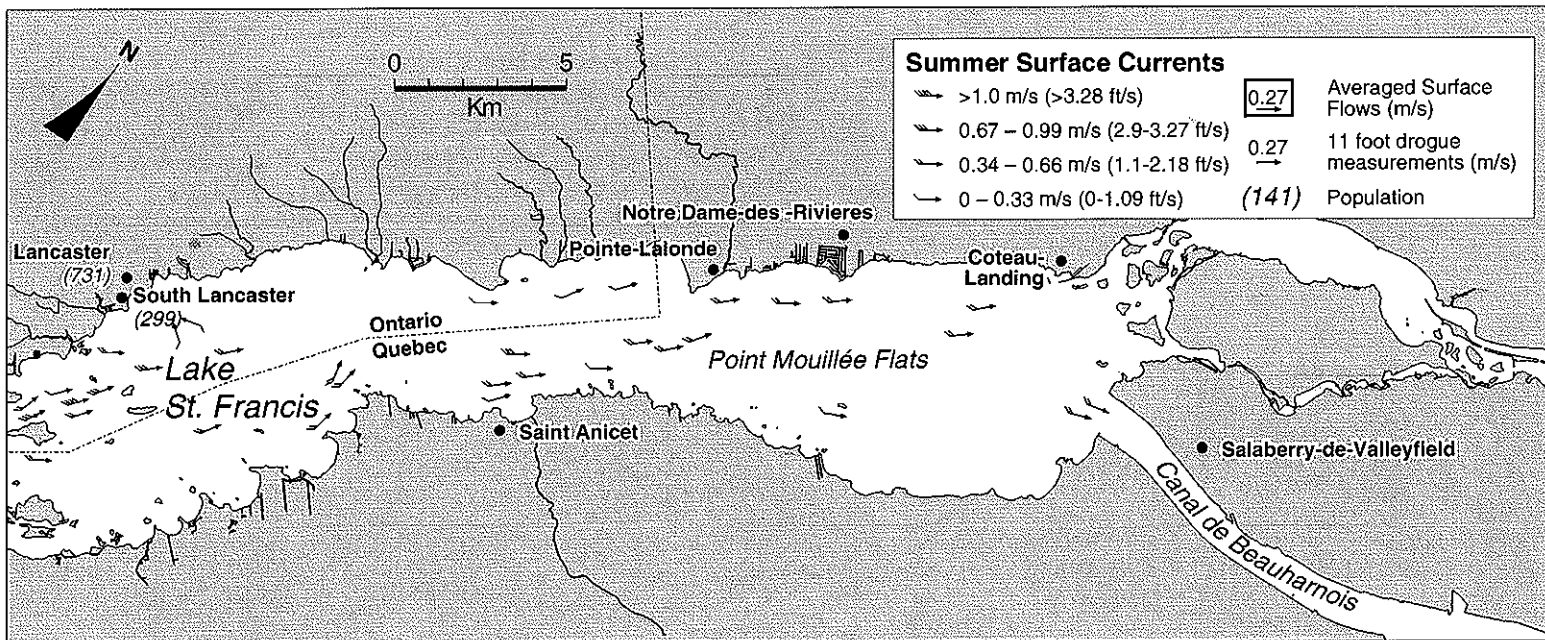 N
0 5
Km
Summer Surface Currents
>1.0 m/s (>3.28 ft/s)
0.67 – 0.99 m/s (2.9-3.27 ft/s)
0.34 – 0.66 m/s (1.1-2.18 ft/s)
0 – 0.33 m/s (0-1.09 ft/s)
0.27 Averaged Surface
Flows (m/s)
0.27 11 foot drogue
measurements (m/s)
(141) Population
Notre Dame-des -Rivieres
Pointe-Lalonde
Lancaster
(731)
South Lancaster
(299)
Coteau-
Landing
Ontario
Quebec
Lake
St. Francis
Point Mouillée Flats
Saint Anicet
Salaberry-de-Valleyfield
Canal de Beauharnois